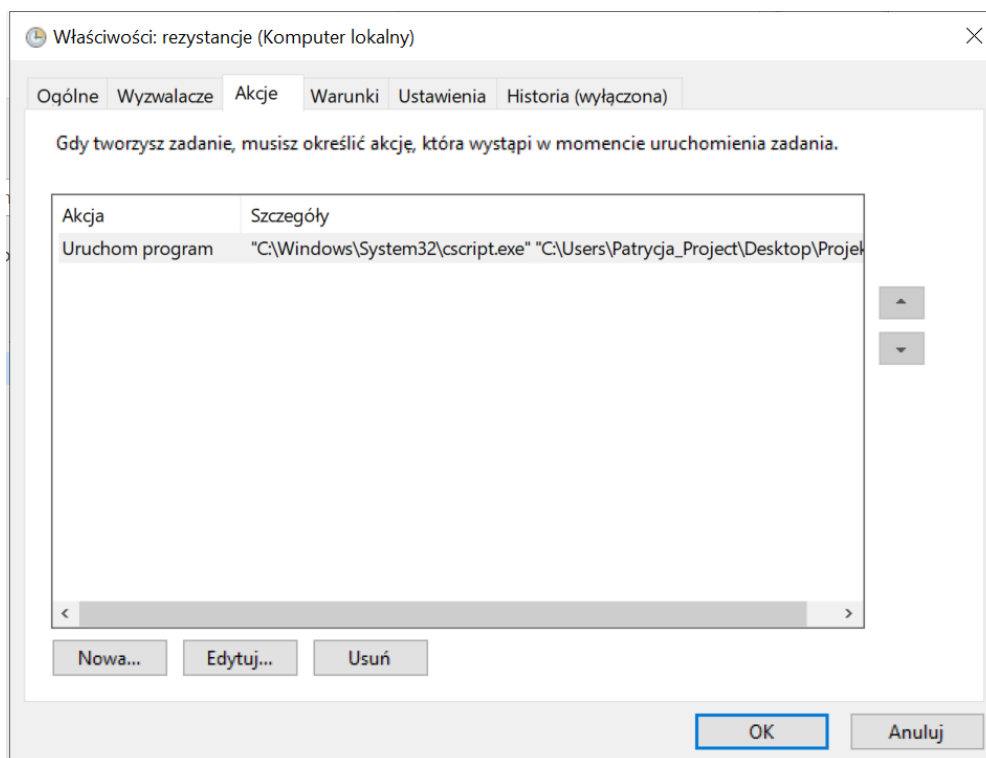 Właściwości: rezystancje (Komputer lokalny)
Ogólne Wyzwalacze Akcje Warunki Ustawienia Historia (wyłączona)
Gdy tworzysz zadanie, musisz określić akcję, która wystąpi w momencie uruchomienia zadania.
Akcja Szczegóły
Uruchom program "C:\Windows\System32\cscript.exe" "C:\Users\Patrycja_Project\Desktop\Projek
Nowa... Edytuj... Usuń
OK Anuluj